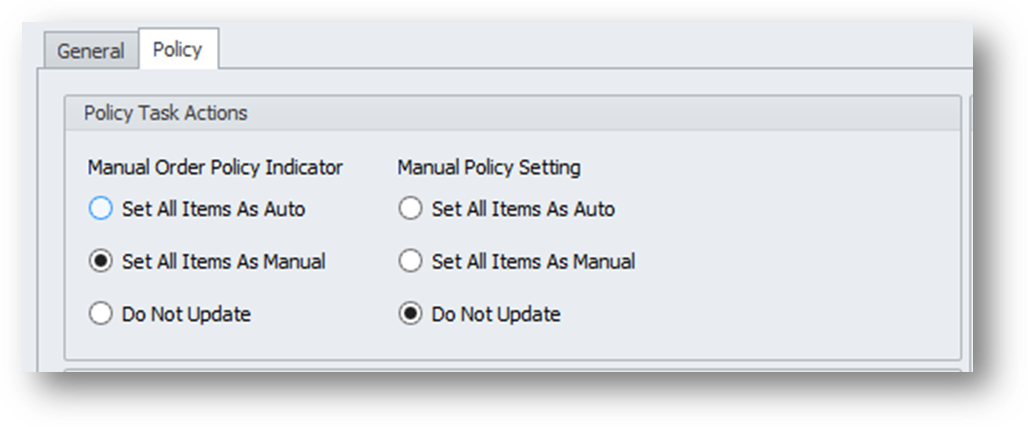 General Policy
Policy Task Actions
Manual Order Policy Indicator Manual Policy Setting
Set All Items As Auto Set All Items As Auto
Set All Items As Manual Set All Items As Manual
Do Not Update Do Not Update